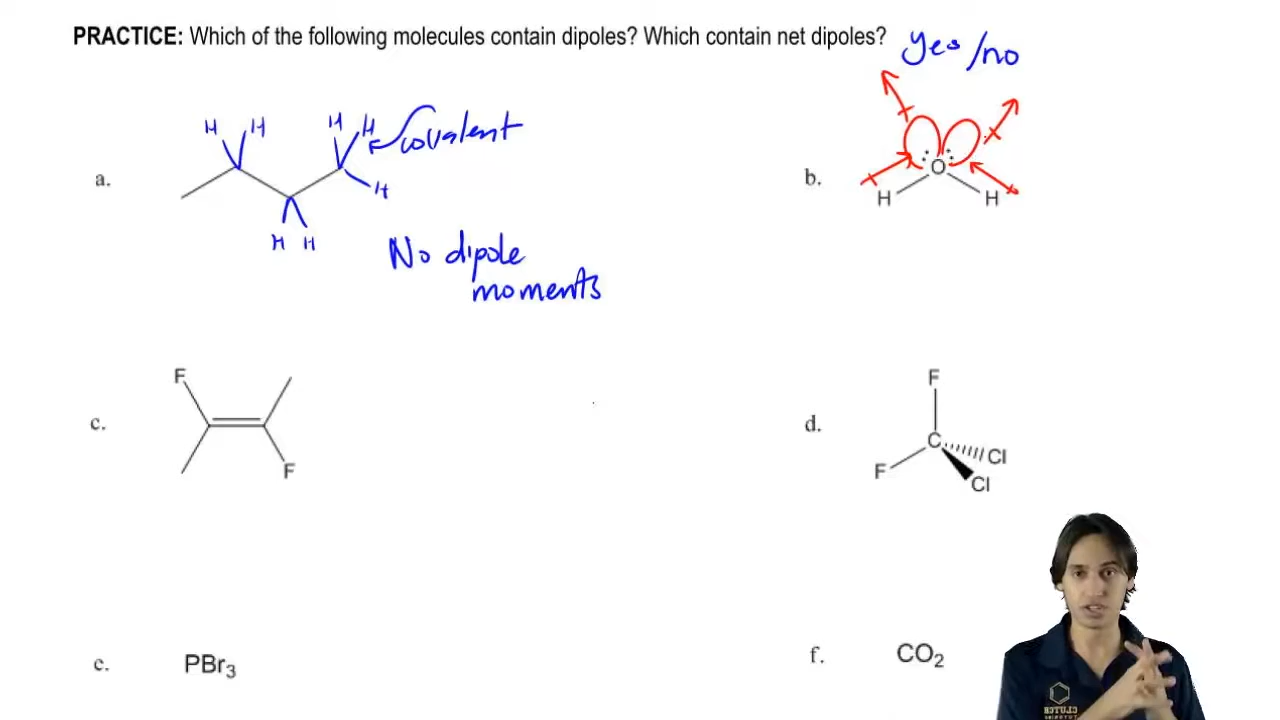 PRACTICE: Which of the following molecules contain dipoles? Which contain net dipoles?
yes/no
H H
H H
covalent
H
H H
a.
No dipole
moments
b.
O
H H
c.
F
F
d.
F
C
F
Cl
Cl
e.
PBr3
f.
CO2
CLUTCH